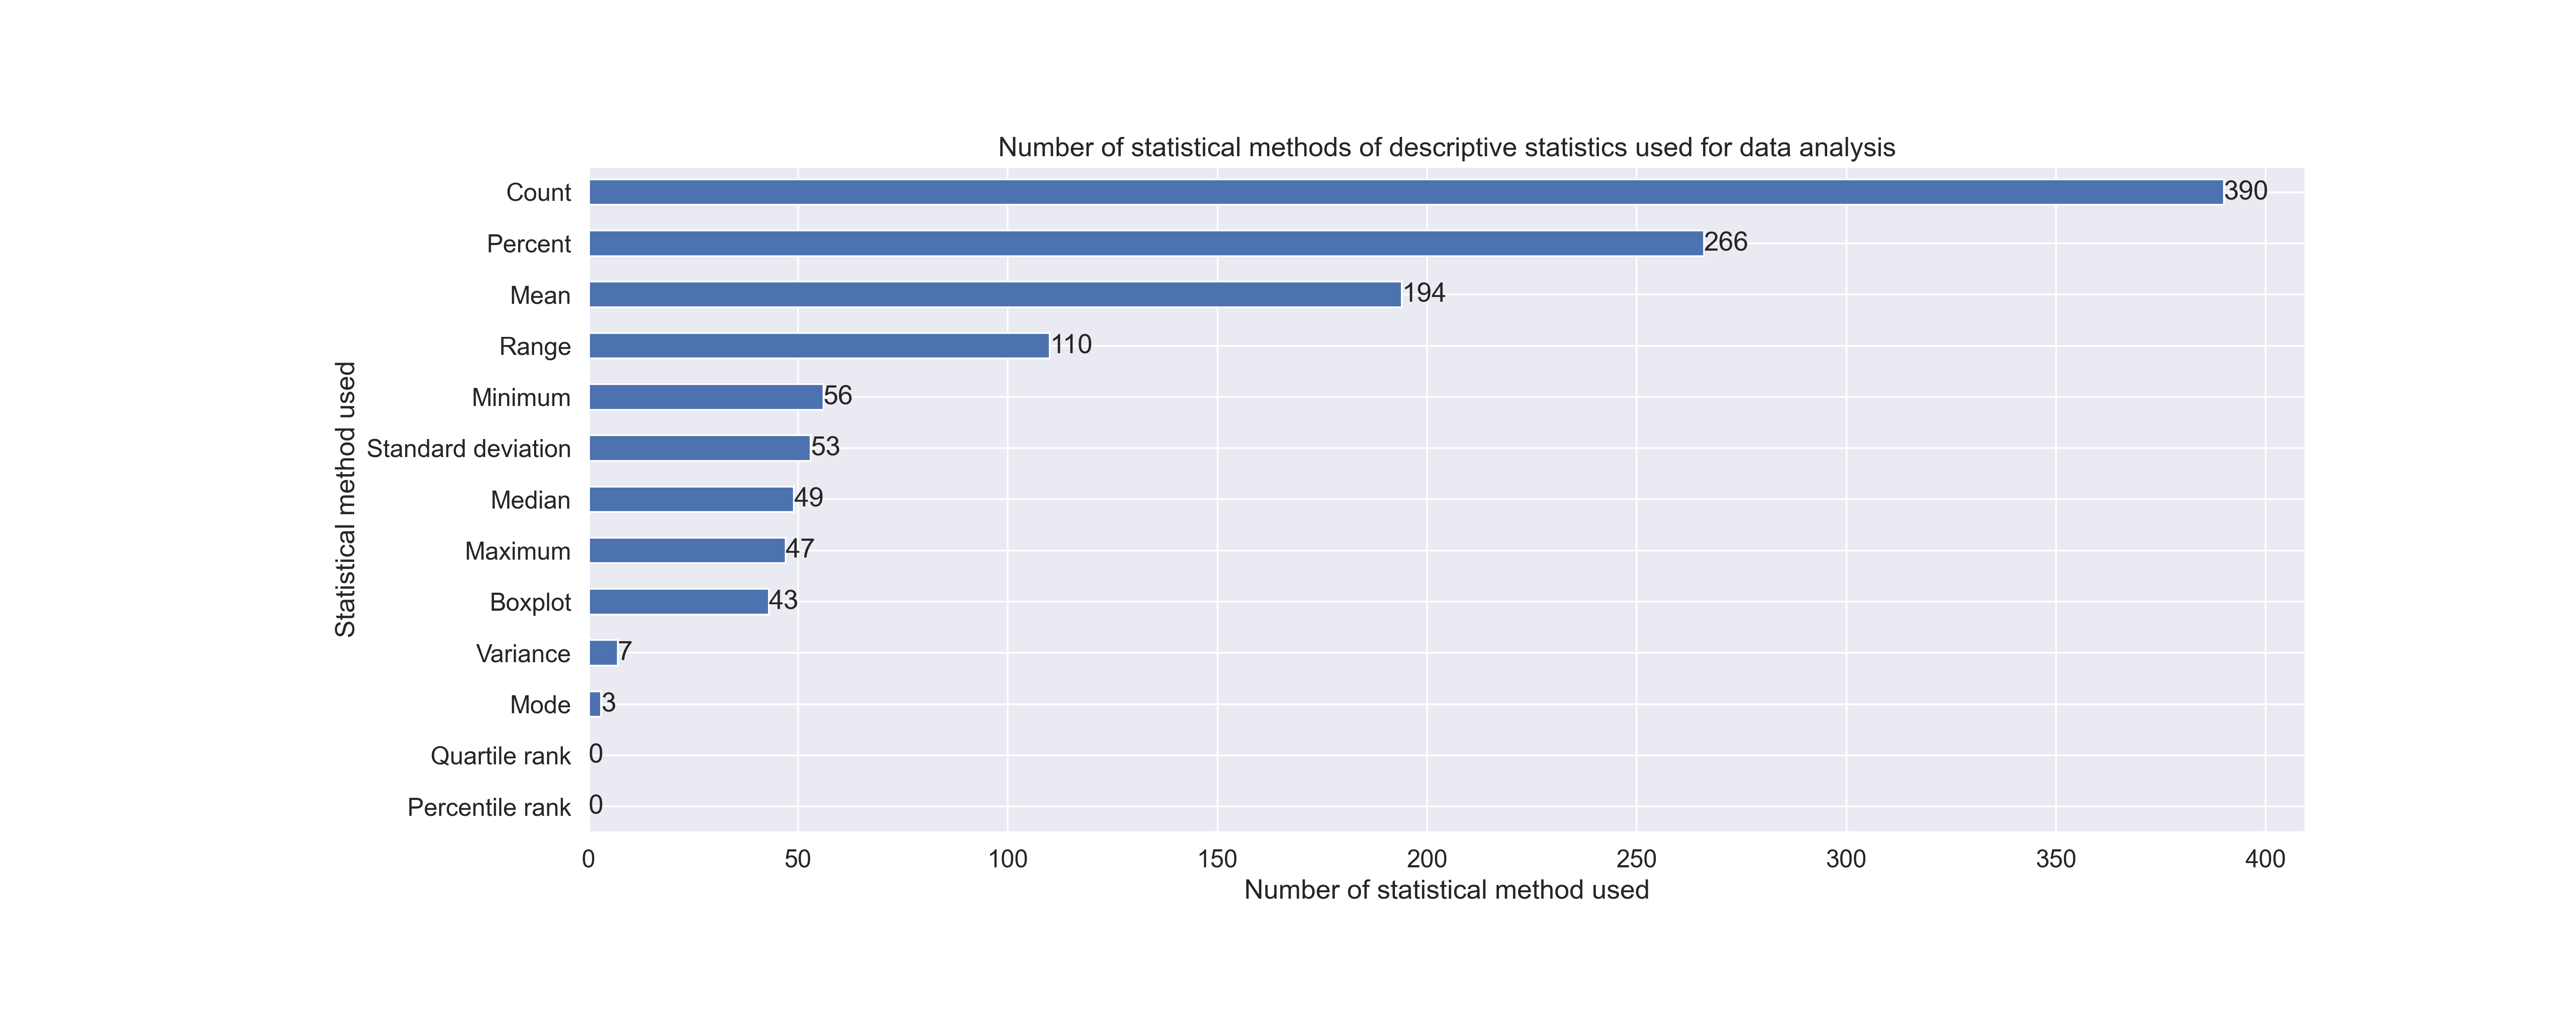 Number of statistical methods of descriptive statistics used for data analysis
Statistical method used
Count 390
Percent 266
Mean 194
Range 110
Minimum 56
Standard deviation 53
Median 49
Maximum 47
Boxplot 43
Variance 7
Mode 3
Quartile rank 0
Percentile rank 0
0 50 100 150 200 250 300 350 400
Number of statistical method used